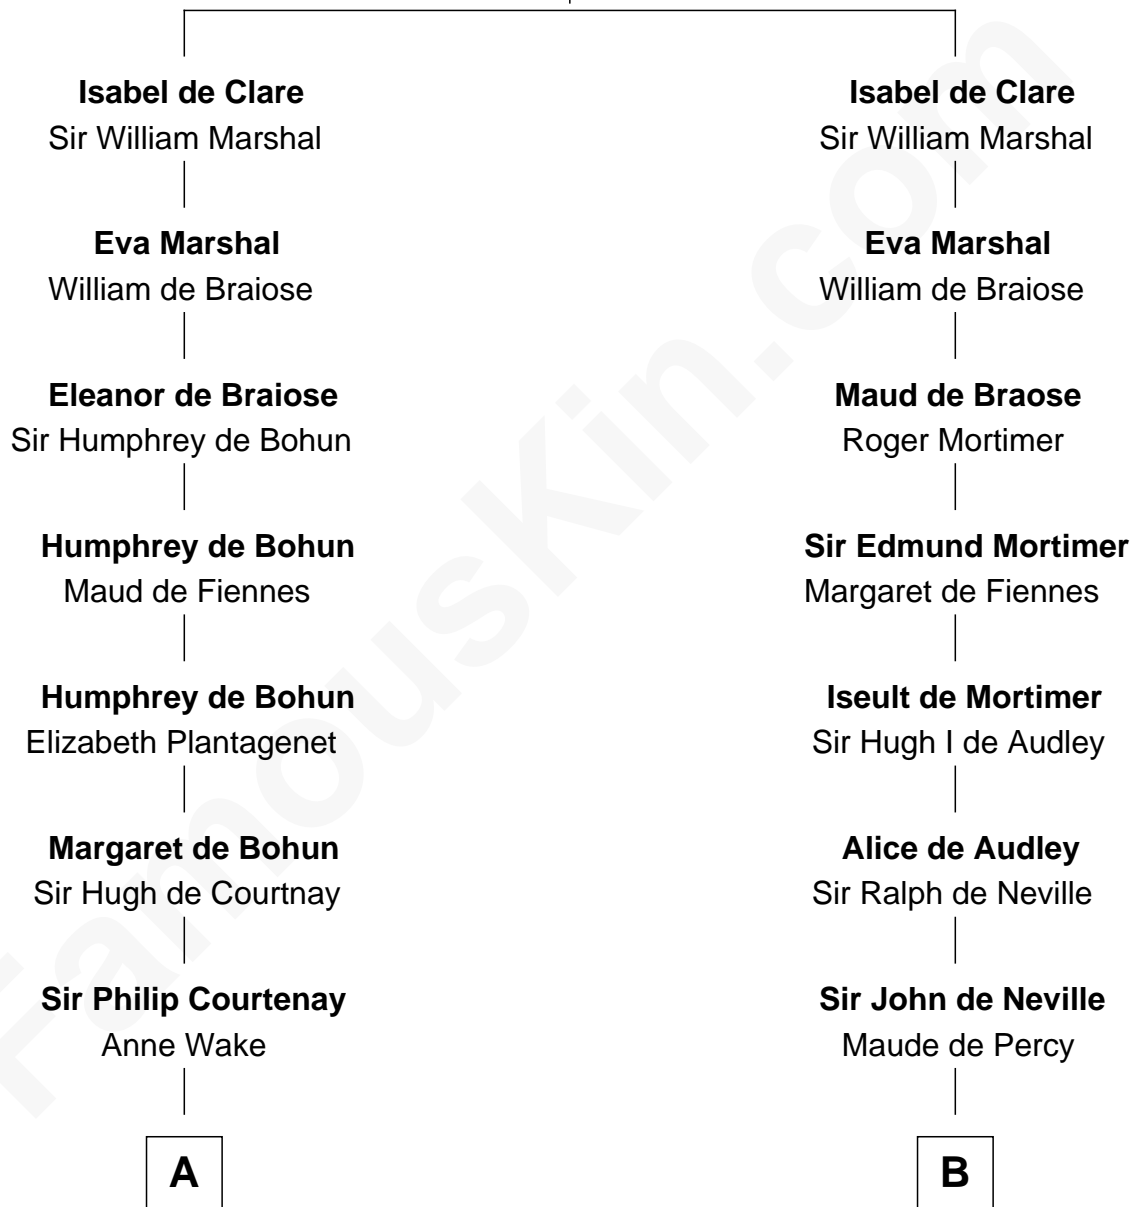 Isabel de Clare
Sir William Marshal
Eva Marshal
William de Braiose
Eleanor de Braiose
Sir Humphrey de Bohun
Humphrey de Bohun
Maud de Fiennes
Humphrey de Bohun
Elizabeth Plantagenet
Margaret de Bohun
Sir Hugh de Courtnay
Sir Philip Courtenay
Anne Wake
A
Isabel de Clare
Sir William Marshal
Eva Marshal
William de Braiose
Maud de Braose
Roger Mortimer
Sir Edmund Mortimer
Margaret de Fiennes
Iseult de Mortimer
Sir Hugh I de Audley
Alice de Audley
Sir Ralph de Neville
Sir John de Neville
Maude de Percy
B
FamousKin.com